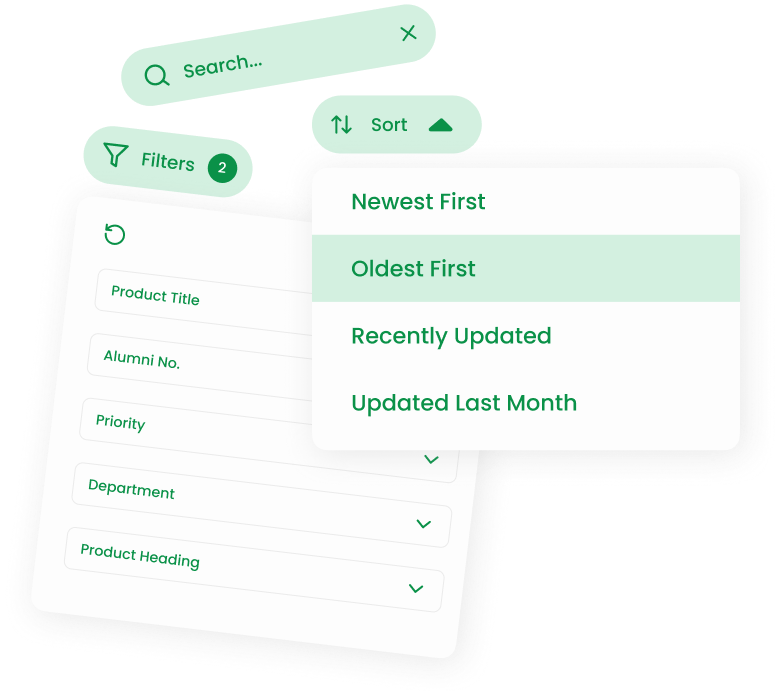 Search...
Sort
Filters
2
Newest First
Oldest First
Recently Updated
Updated Last Month
Product Title
Alumni No.
Priority
Department
Product Heading